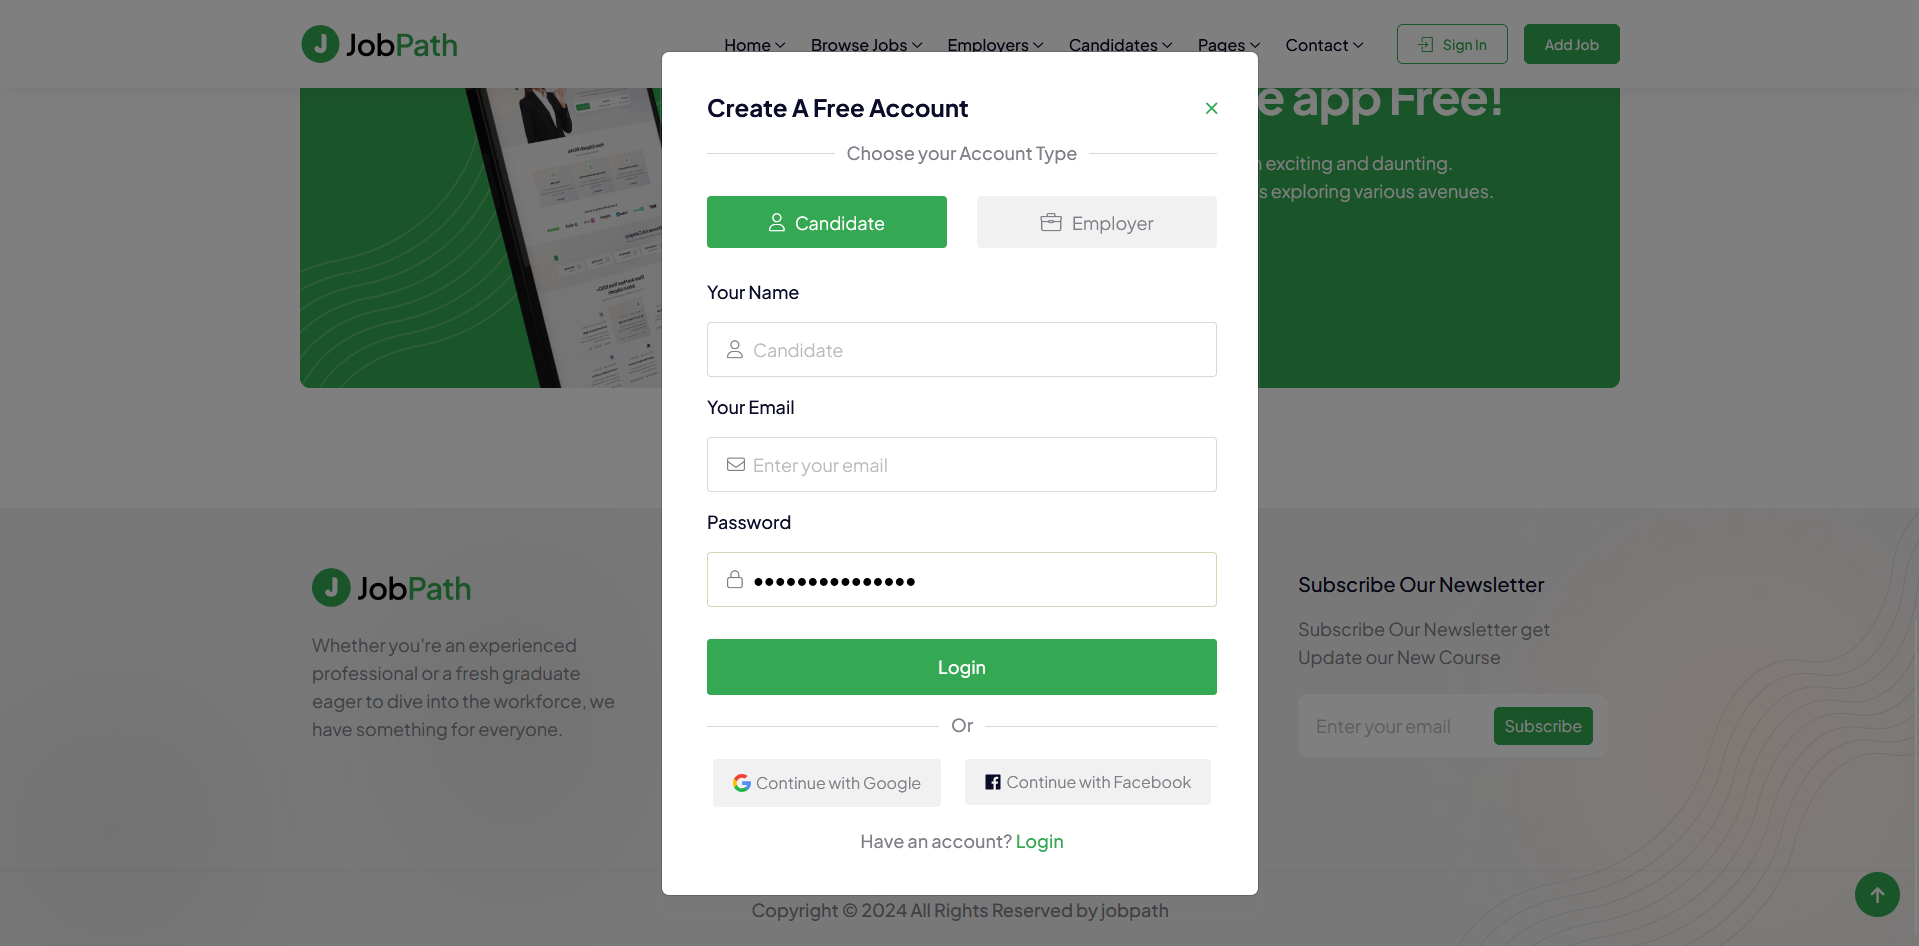 JobPath
Home
Browse Jobs
Employers
Candidates
Pages
Contact
Sign In
Add Job
e app Free!
exciting and daunting.
s exploring various avenues.
Create A Free Account
Choose your Account Type
Candidate
Employer
Your Name
Candidate
Your Email
Enter your email
Password
•••••••••••••••
Login
Or
Continue with Google
Continue with Facebook
Have an account? Login
JobPath
Whether you're an experienced
professional or a fresh graduate
eager to dive into the workforce, we
have something for everyone.
Subscribe Our Newsletter
Subscribe Our Newsletter get
Update our New Course
Enter your email
Subscribe
Copyright © 2024 All Rights Reserved by jobpath